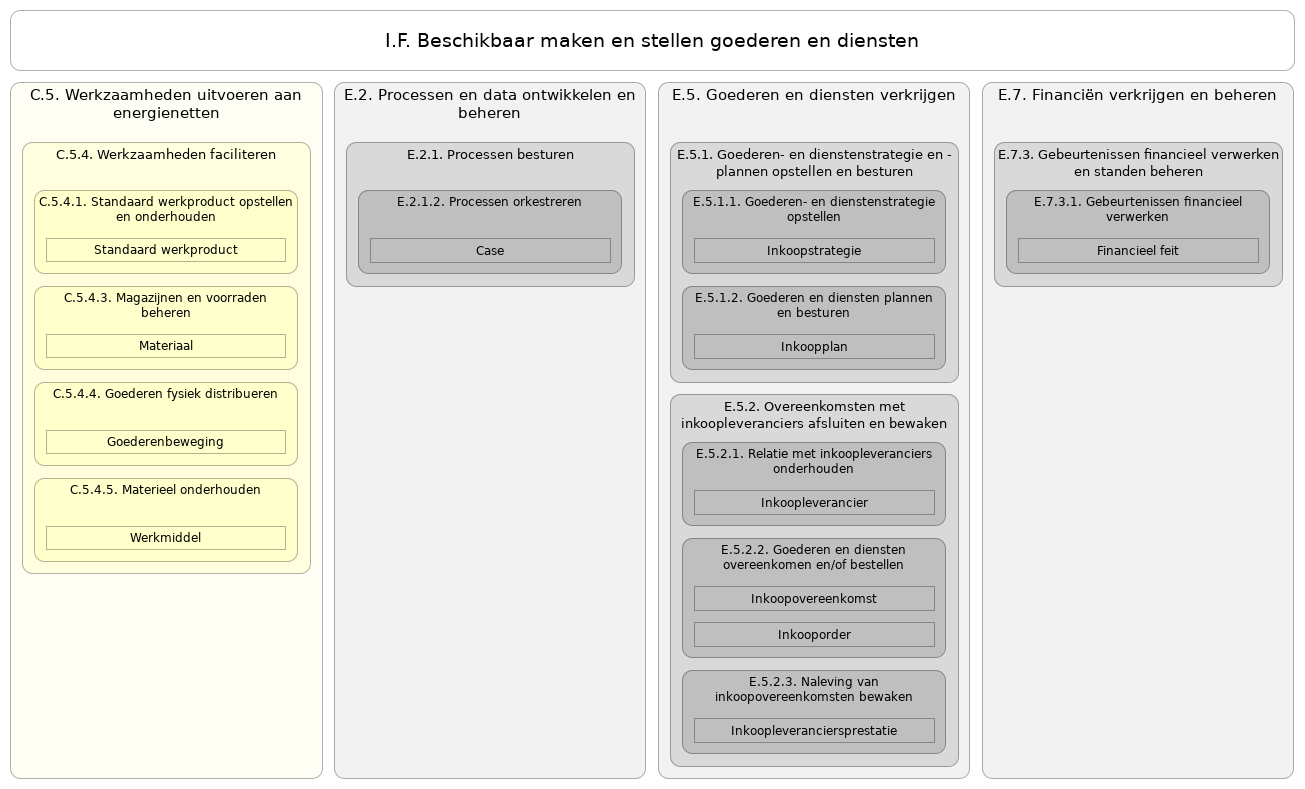 I.F. Beschikbaar maken en stellen goederen en diensten
C.5. Werkzaamheden uitvoeren aan
energienetten
C.5.4. Werkzaamheden faciliteren
C.5.4.1. Standaard werkproduct opstellen
en onderhouden
Standaard werkproduct
C.5.4.3. Magazijnen en voorraden
beheren
Materiaal
C.5.4.4. Goederen fysiek distribueren
Goederenbeweging
C.5.4.5. Materieel onderhouden
Werkmiddel
E.2. Processen en data ontwikkelen en
beheren
E.2.1. Processen besturen
E.2.1.2. Processen orkestreren
Case
E.5. Goederen en diensten verkrijgen
E.5.1. Goederen- en dienstenstrategie en -
plannen opstellen en besturen
E.5.1.1. Goederen- en dienstenstrategie
opstellen
Inkoopstrategie
E.5.1.2. Goederen en diensten plannen
en besturen
Inkoopplan
E.5.2. Overeenkomsten met
inkoopleveranciers afsluiten en bewaken
E.5.2.1. Relatie met inkoopleveranciers
onderhouden
Inkoopleverancier
E.5.2.2. Goederen en diensten
overeenkomen en/of bestellen
Inkoopovereenkomst
Inkooporder
E.5.2.3. Naleving van
inkoopovereenkomsten bewaken
Inkoopleveranciersprestatie
E.7. Financiën verkrijgen en beheren
E.7.3. Gebeurtenissen financieel verwerken
en standen beheren
E.7.3.1. Gebeurtenissen financieel
verwerken
Financieel feit